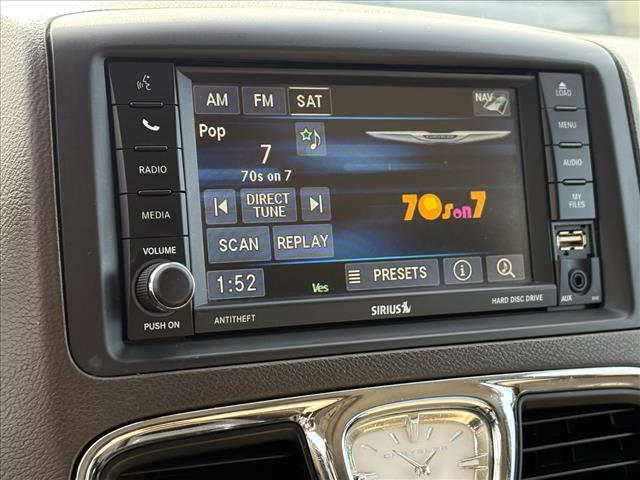 LOAD
AM FM SAT NAV
MENU
Pop
RADIO
7
70s on 7
AUDIO
DIRECT TUNE
70s on 7
MEDIA
MY FILES
SCAN REPLAY
VOLUME
1:52 Ves PRESETS
PUSH ON
ANTITHEFT
SIRIUS
HARD DISC DRIVE
AUX
CHRYSLER